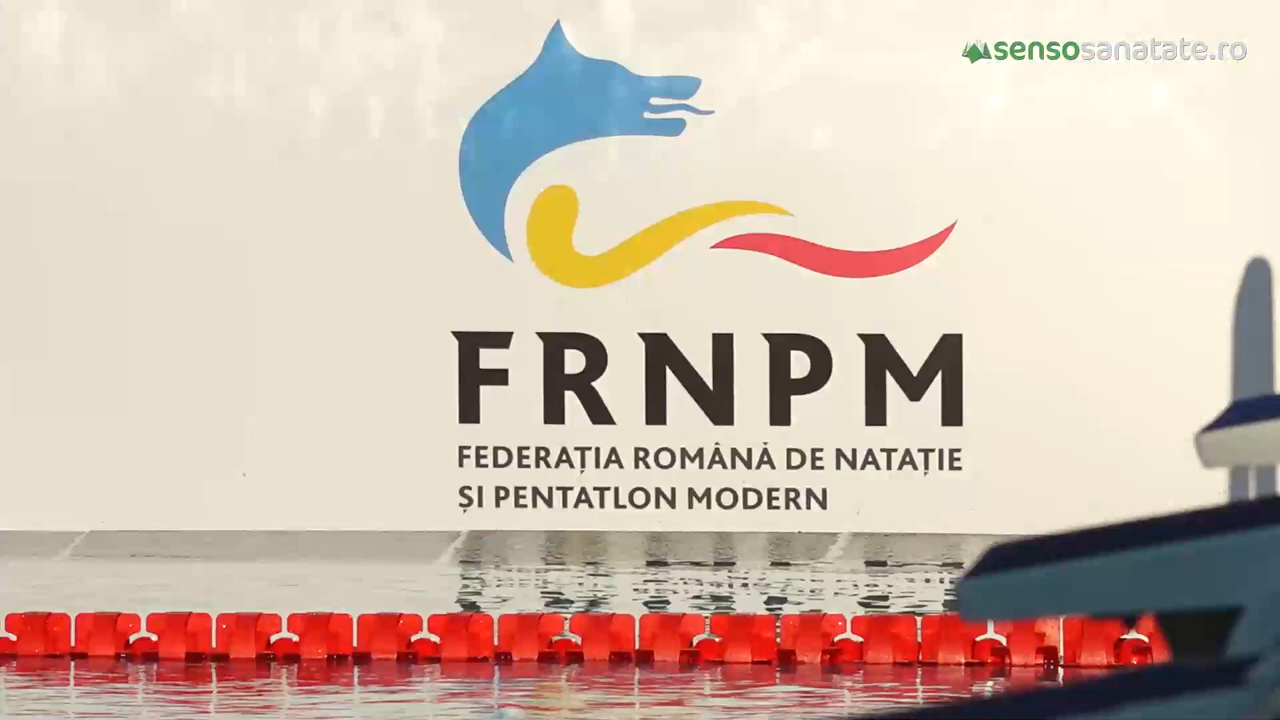 sensosanatate.ro
FRNPM
FEDERAȚIA ROMÂNĂ DE NATAȚIE
ȘI PENTATLON MODERN